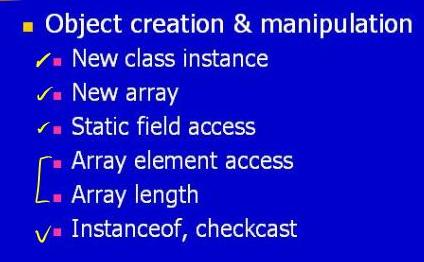 Object creation & manipulation
New class instance
New array
Static field access
Array element access
Array length
Instanceof, checkcast